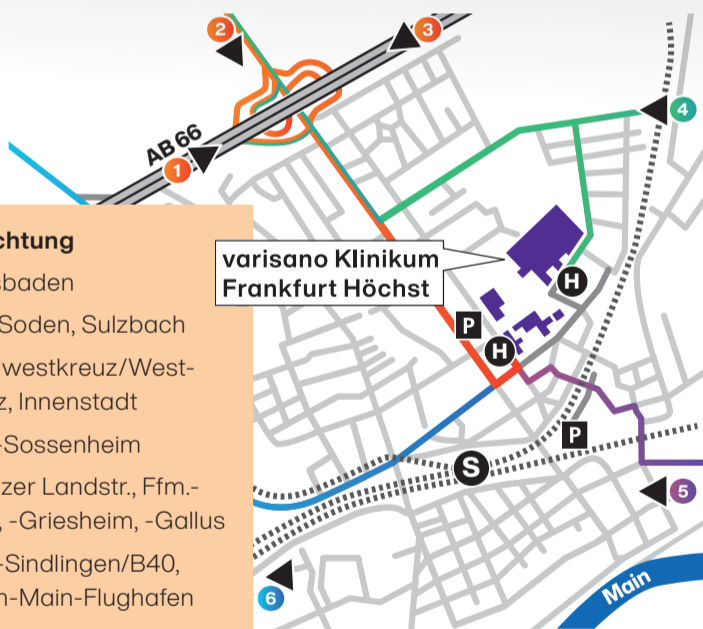 2
3
AB 66
1
4
chtung
sbaden
Soden, Sulzbach
westkreuz/West-
z, Innenstadt
-Sossenheim
zer Landstr., Ffm.-
, -Griesheim, -Gallus
-Sindlingen/B40,
n-Main-Flughafen
varisano Klinikum
Frankfurt Höchst
H
P
H
P
S
5
6
Main